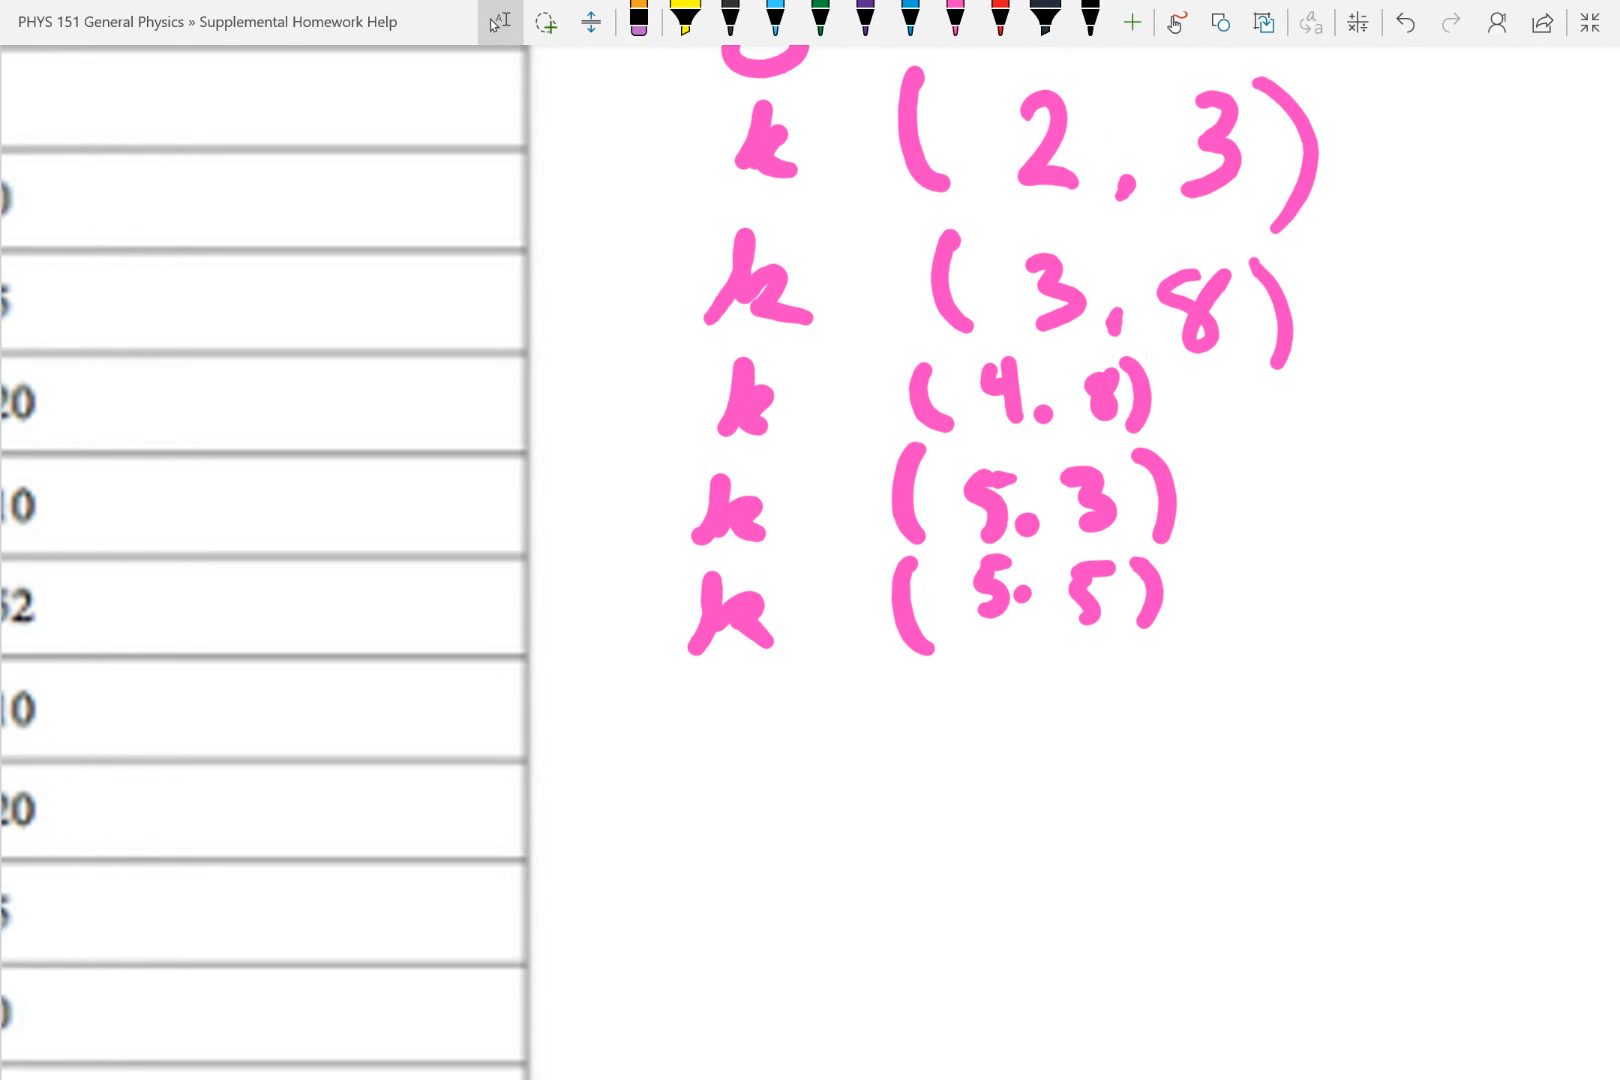 PHYS 151 General Physics » Supplemental Homework Help
k ( 2 , 3 )
k ( 3 , 8 )
20
k ( 4 . 8 )
10
k ( 5 . 3 )
52
k ( 5 . 5 )
10
20